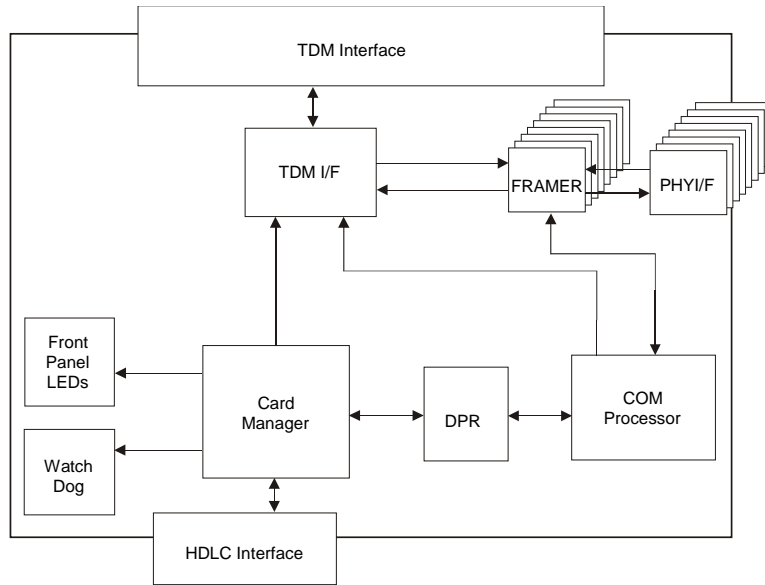 TDM Interface
TDM I/F
FRAMER
PHYI/F
Front
Panel
LEDs
Card
Manager
DPR
COM
Processor
Watch
Dog
HDLC Interface